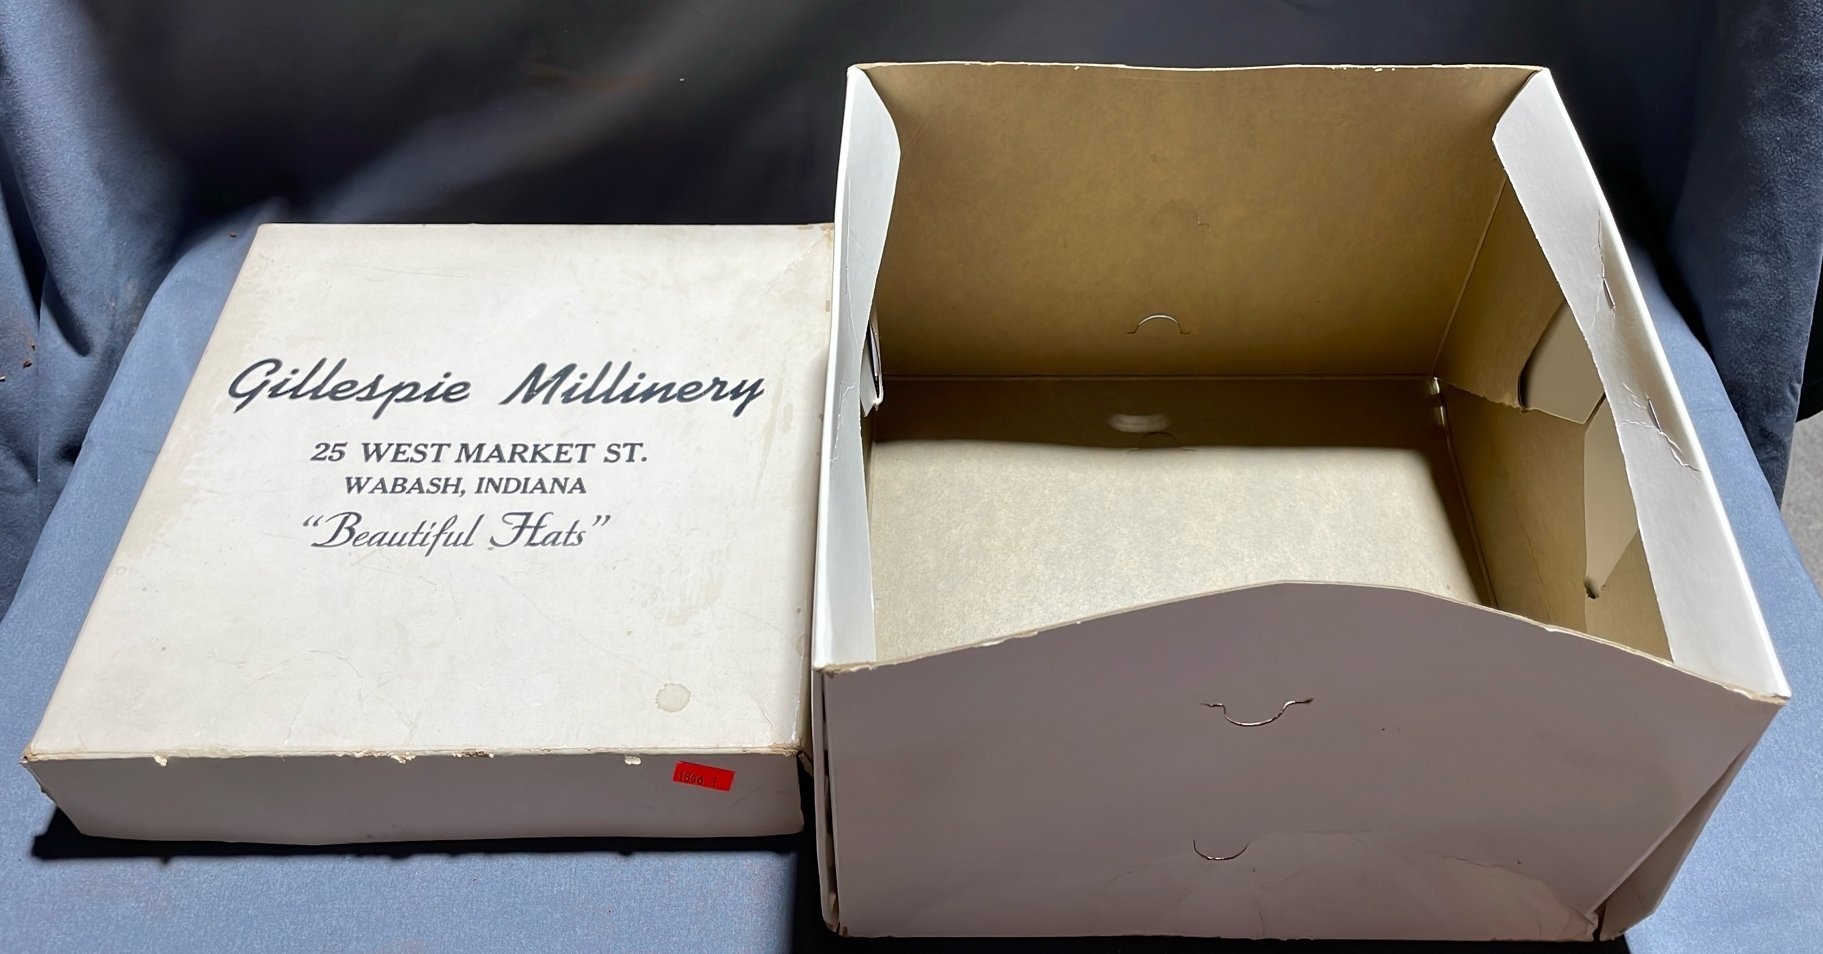 Gillespie Millinery
25 WEST MARKET ST.
WABASH, INDIANA
“Beautiful Hats”